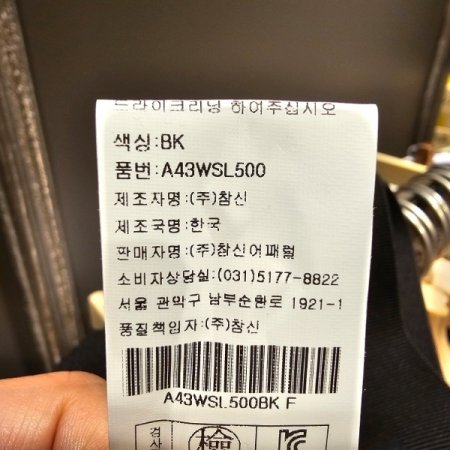 드라이크리닝 하여주십시오
색상:BK
품번:A43WSL500
제조자명:(주)참신
제조국명:한국
판매자명:(주)참신어패럴
소비자상담실:(031)5177-8822
서울 관악구 남부순환로 1921-1
품질책임자:(주)참신
A43WSL500BK F
검